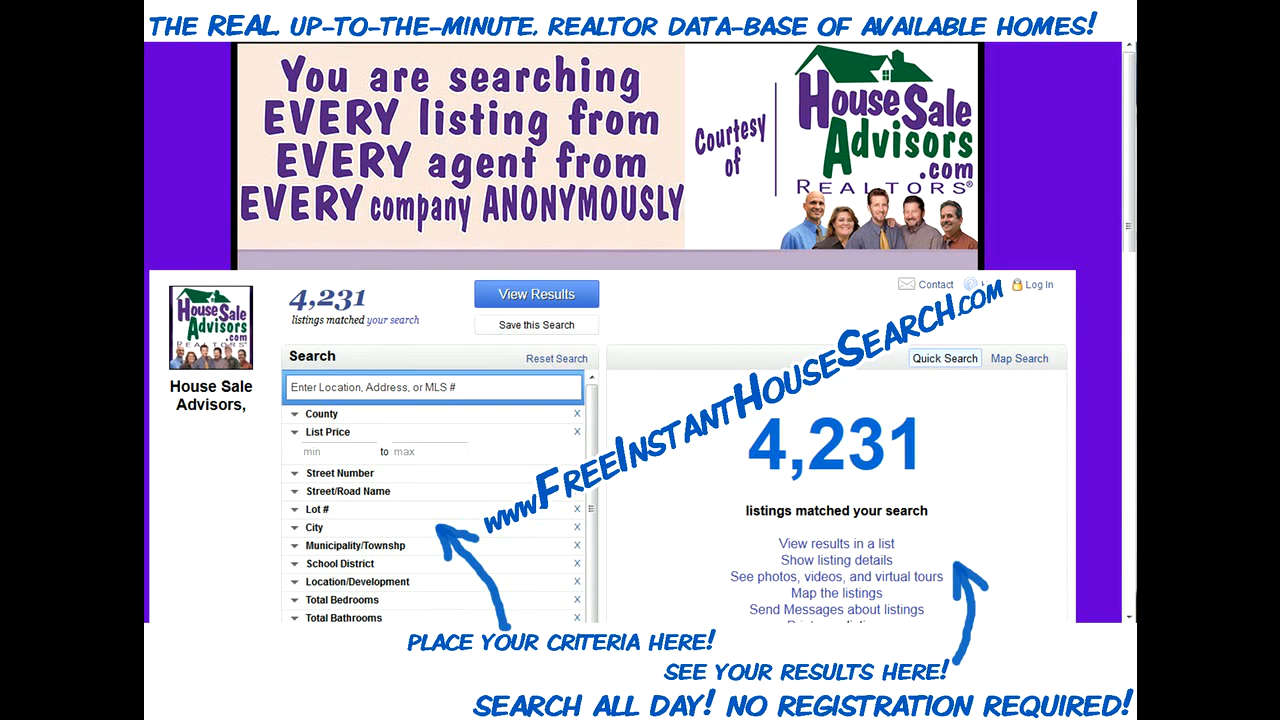 THE REAL, UP-TO-THE-MINUTE, REALTOR DATA-BASE OF AVAILABLE HOMES!
You are searching
EVERY listing from
EVERY agent from
EVERY company ANONYMOUSLY
Courtesy
of
House Sale
Advisors
.com
REALTORS®
House Sale
Advisors
.com
REALTORS®
House Sale
Advisors,
4,231
listings matched your search
View Results
Save this Search
Contact
Log In
Search
Reset Search
Quick Search
Map Search
Enter Location, Address, or MLS #
County X
List Price X
min to max
Street Number
Street/Road Name
Lot # X
City X
Municipality/Townshp X
School District X
Location/Development X
Total Bedrooms X
Total Bathrooms X
www.FreeInstantHouseSearch.com
4,231
listings matched your search
View results in a list
Show listing details
See photos, videos, and virtual tours
Map the listings
Send Messages about listings
PLACE YOUR CRITERIA HERE!
SEE YOUR RESULTS HERE!
SEARCH ALL DAY! NO REGISTRATION REQUIRED!